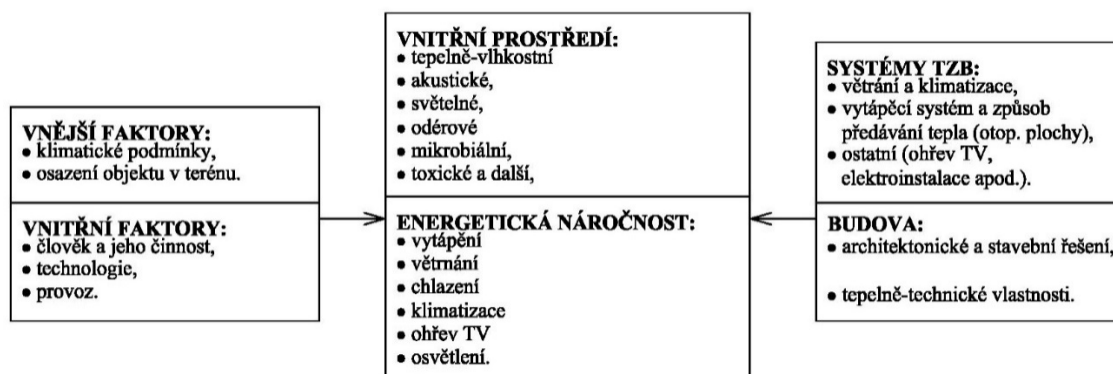 VNĚJŠÍ FAKTORY:
• klimatické podmínky,
• osazení objektu v terénu.
VNITŘNÍ FAKTORY:
• člověk a jeho činnost,
• technologie,
• provoz.
VNITŘNÍ PROSTŘEDÍ:
• tepelně-vlhkostní
• akustické,
• světelné,
• odérové
• mikrobiální,
• toxické a další,
ENERGETICKÁ NÁROČNOST:
• vytápění
• větrnání
• chlazení
• klimatizace
• ohřev TV
• osvětlení.
SYSTÉMY TZB:
• větrání a klimatizace,
• vytápěcí systém a způsob
předávání tepla (otop. plochy),
• ostatní (ohřev TV,
elektroinstalace apod.).
BUDOVA:
• architektonické a stavební řešení,
• tepelně-technické vlastnosti.